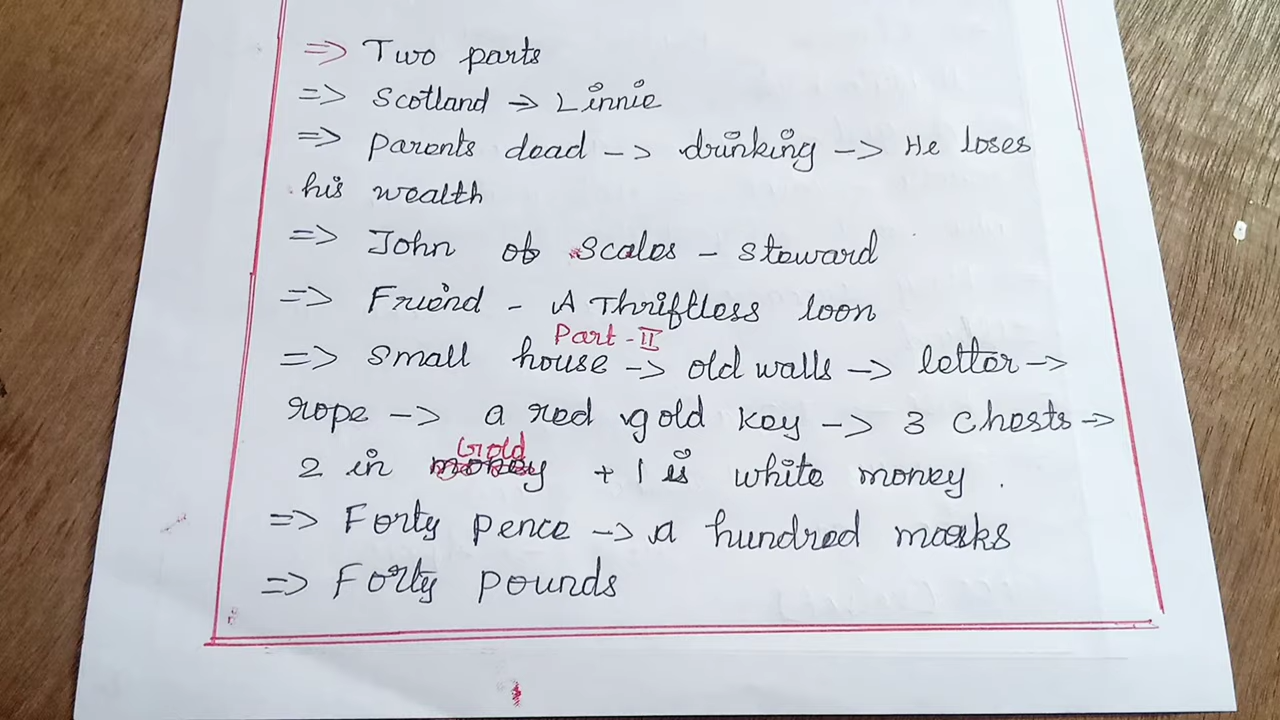 => Two parts
=> Scotland -> Linnie
=> Parents dead -> drinking -> He loses
his wealth
=> John of Scales - Steward
=> Friend - A Thriftless loon
Part - II
=> Small house -> old walls -> letter ->
rope -> a red gold key -> 3 Chests ->
Gold
2 in money + 1 is white money .
=> Forty pence -> a hundred marks
=> Forty pounds